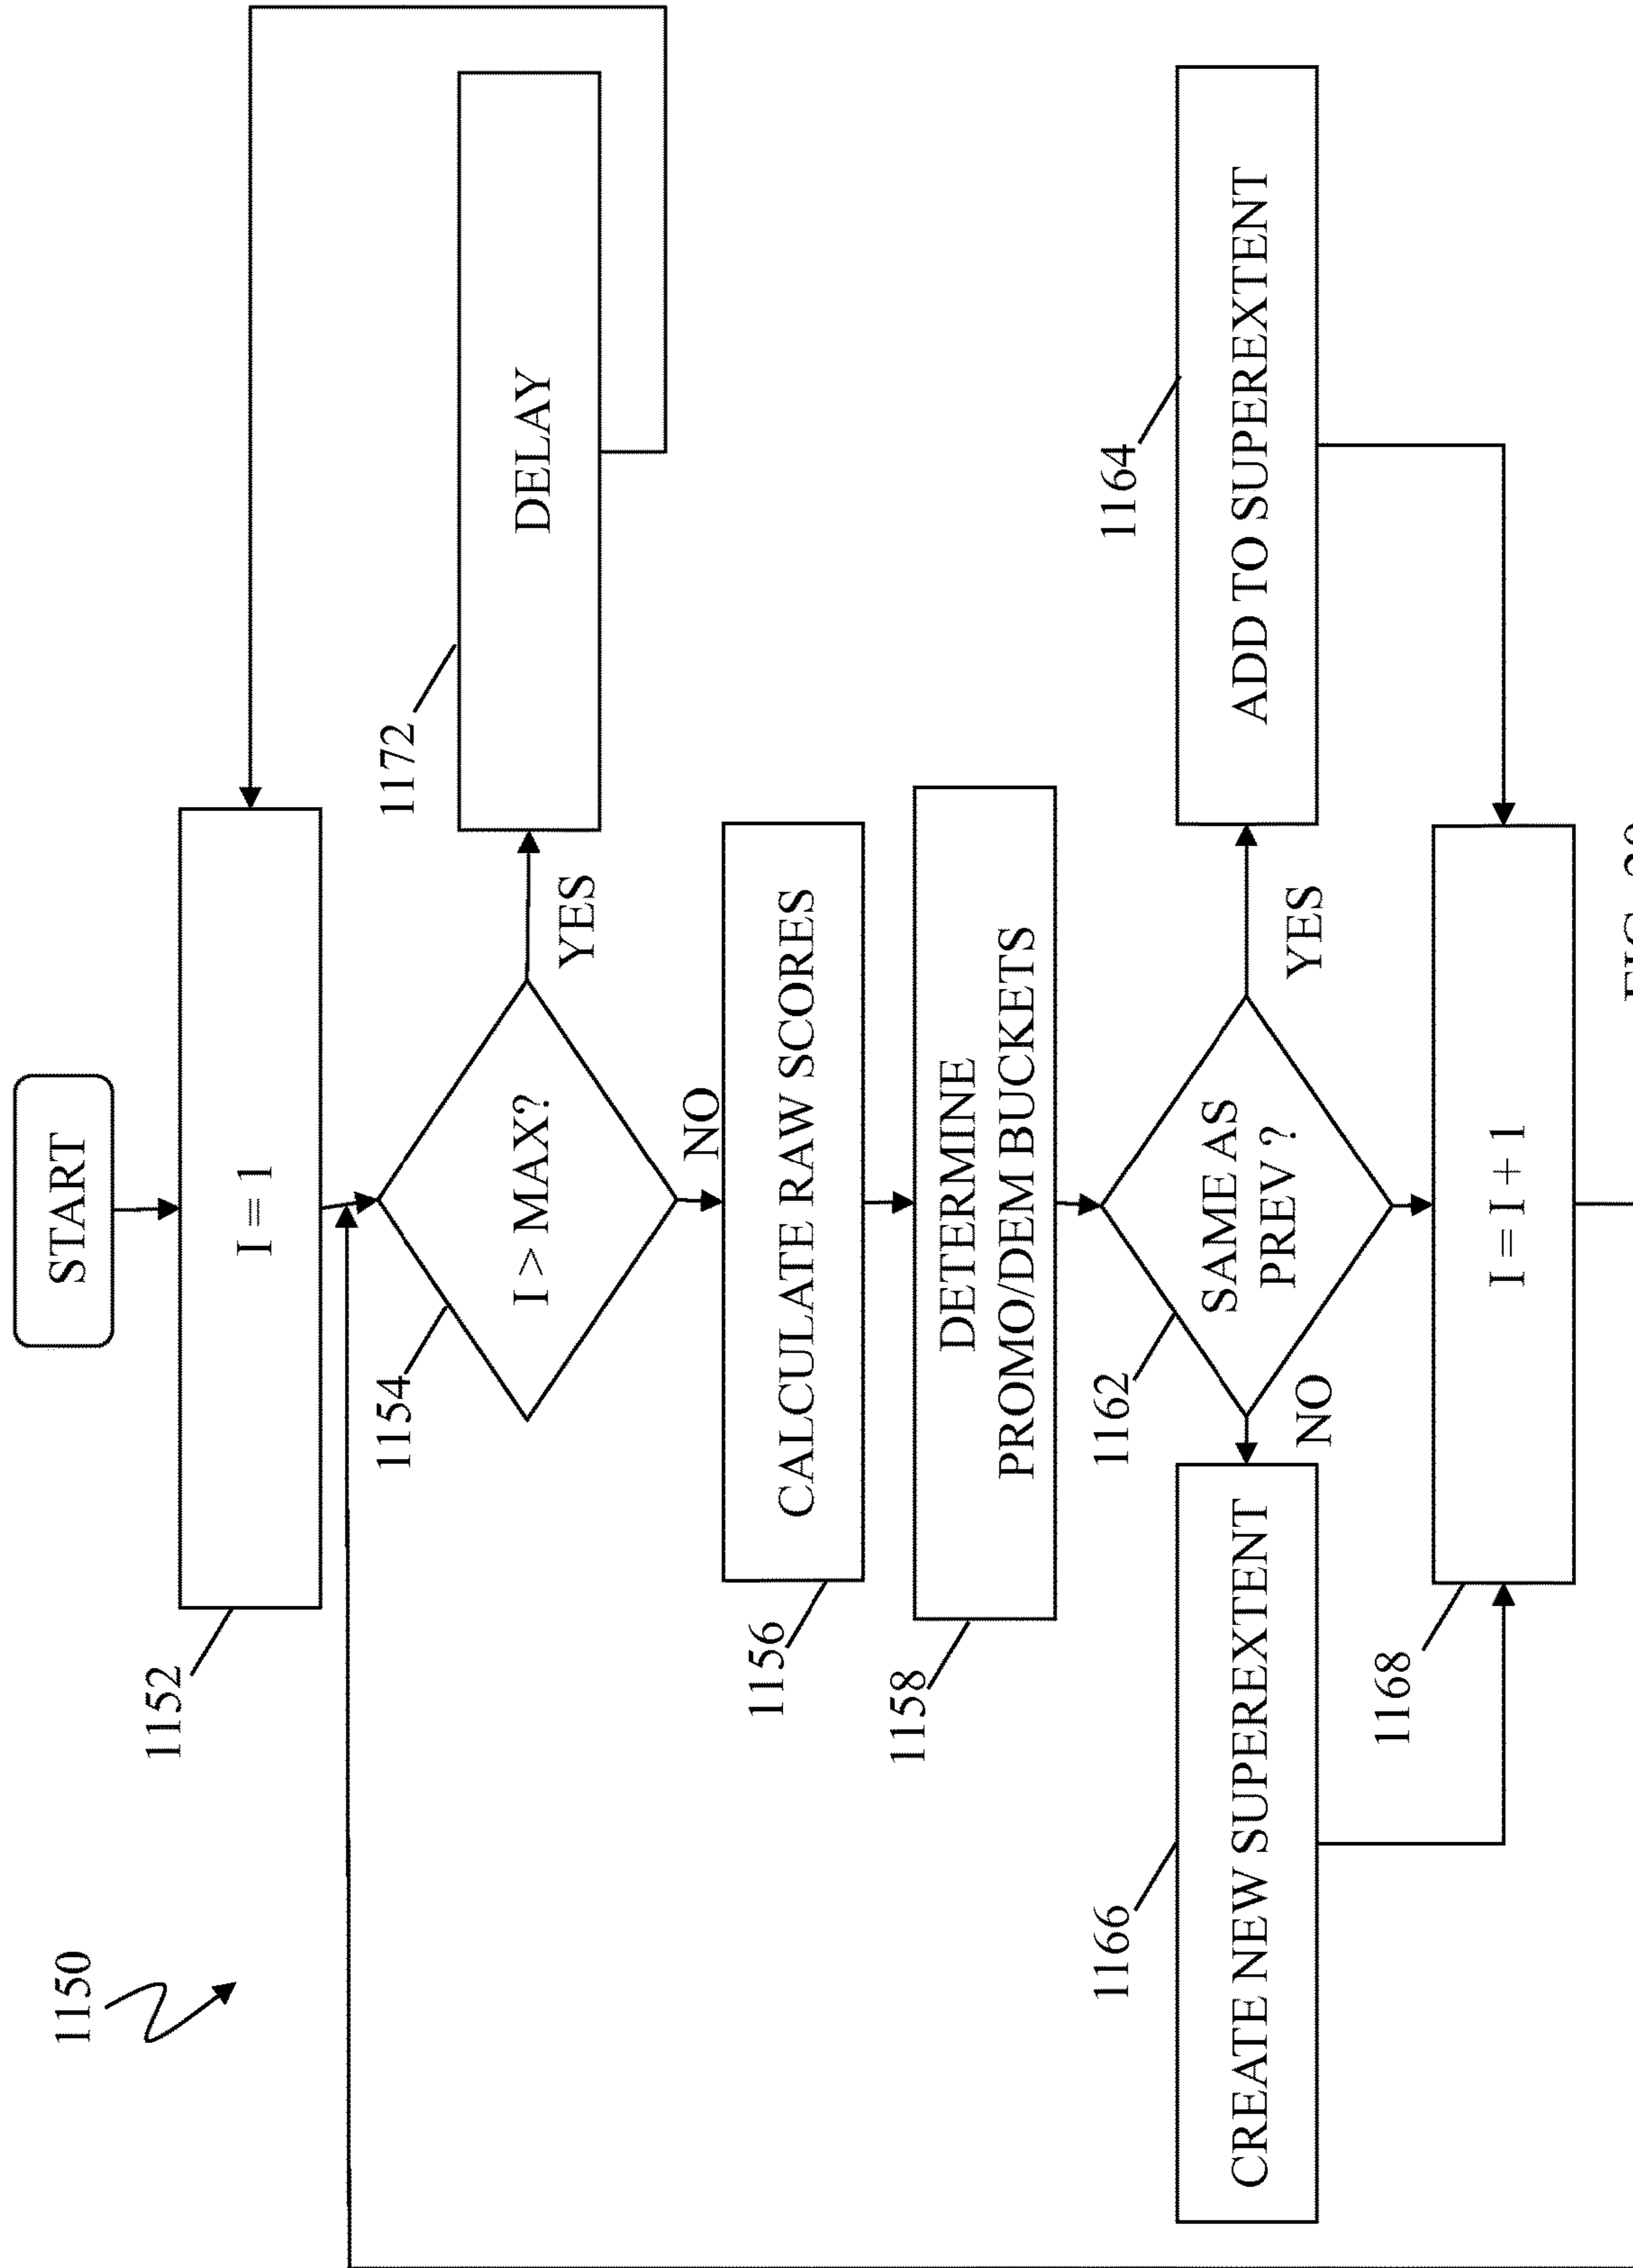 1150
START
1152
I = 1
1154
I > MAX?
YES
1172
DELAY
NO
1156
CALCULATE RAW SCORES
1158
DETERMINE
PROMO/DEM BUCKETS
1162
SAME AS
PREV ?
YES
1164
ADD TO SUPEREXTENT
NO
1166
CREATE NEW SUPEREXTENT
1168
I = I + 1